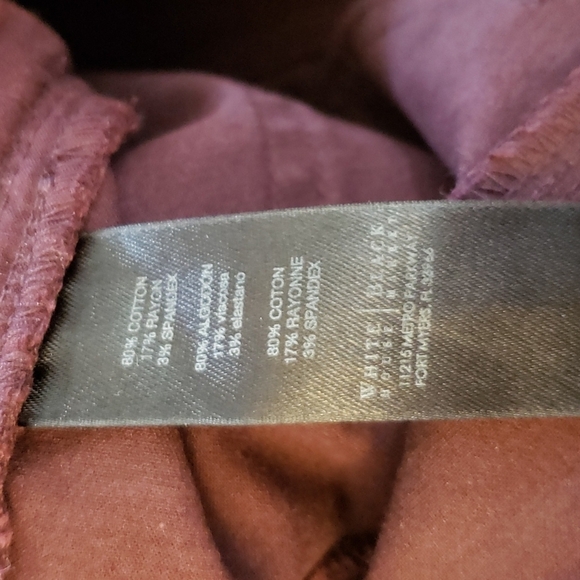 80% COTTON
17% RAYON
3% SPANDEX
80% ALGODON
17% viscosa
3% elastano
80% COTON
17% RAYONNE
3% SPANDEX
WHITE | BLACK
HOUSE | MARKET
11215 METRO PARKWAY
FORT MYERS, FL 33966